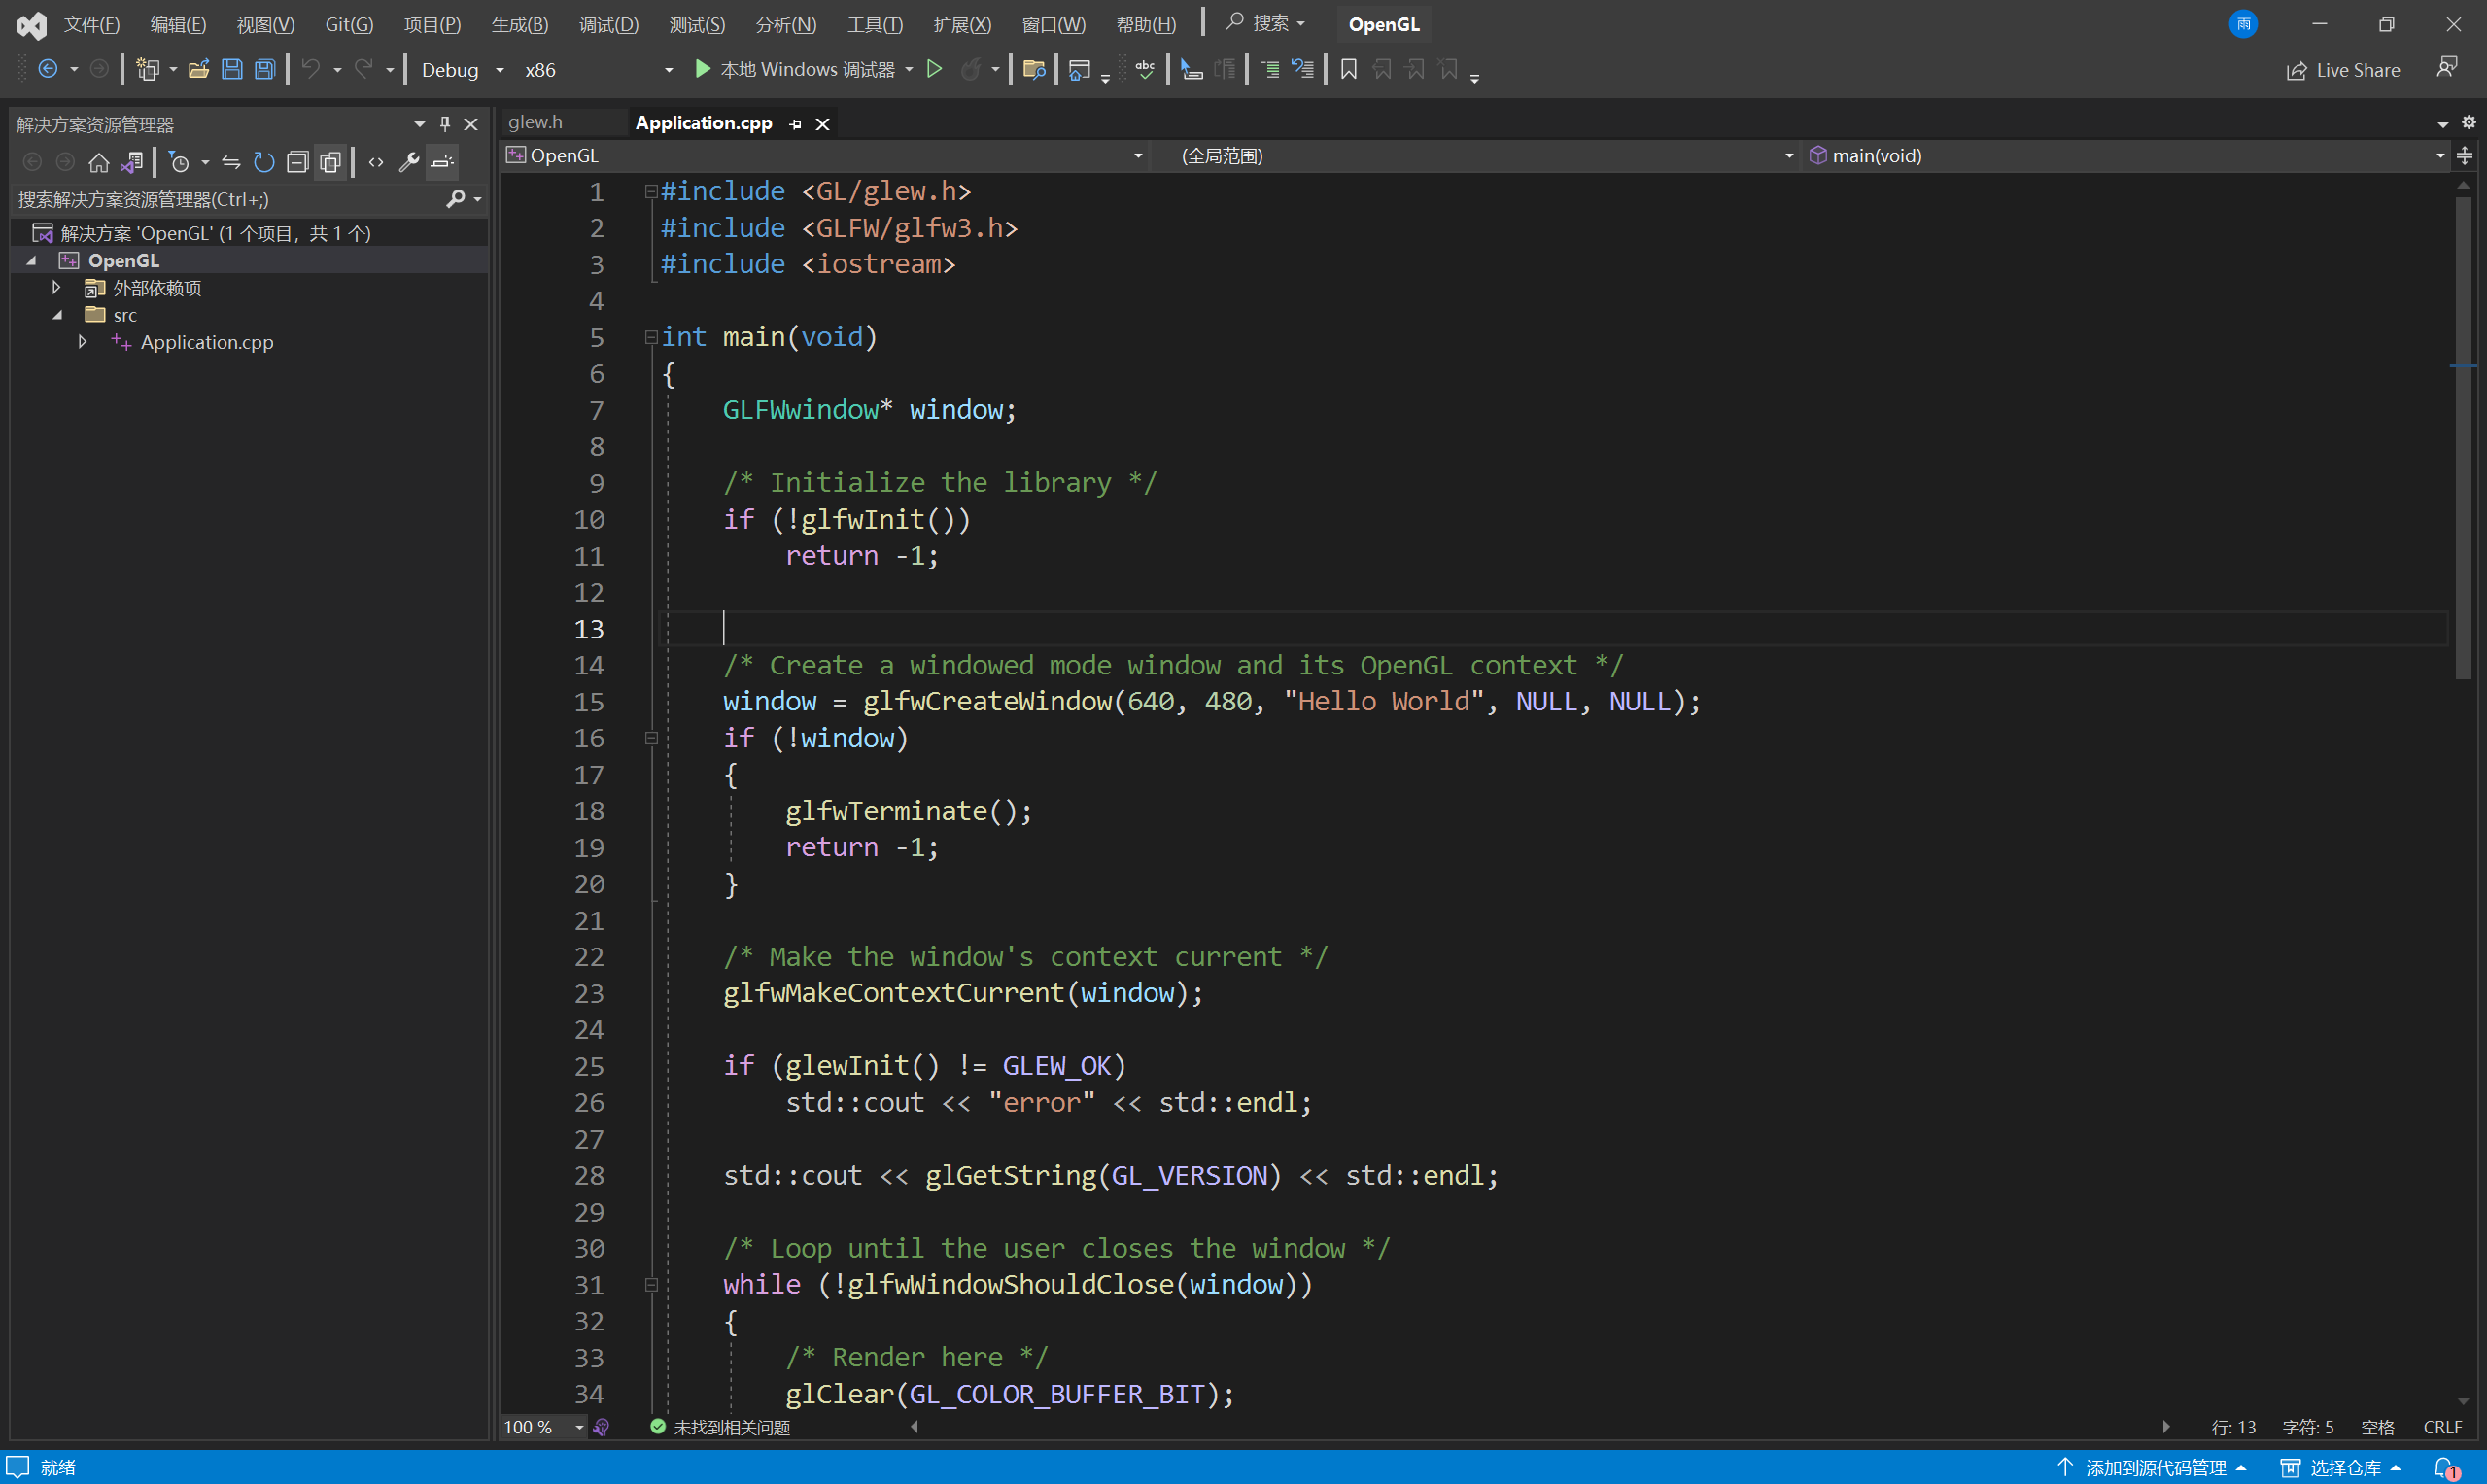 文件(F) 编辑(E) 视图(V) Git(G) 项目(P) 生成(B) 调试(D) 测试(S) 分析(N) 工具(T) 扩展(X) 窗口(W) 帮助(H) 搜索 OpenGL 雨
Debug x86 本地 Windows 调试器 abc Live Share
解决方案资源管理器
搜索解决方案资源管理器(Ctrl+;)
解决方案 'OpenGL' (1 个项目，共 1 个)
OpenGL
外部依赖项
src
Application.cpp
glew.h Application.cpp
OpenGL (全局范围) main(void)
1 #include <GL/glew.h>
2 #include <GLFW/glfw3.h>
3 #include <iostream>
4
5 int main(void)
6 {
7 GLFWwindow* window;
8
9 /* Initialize the library */
10 if (!glfwInit())
11 return -1;
12
13
14 /* Create a windowed mode window and its OpenGL context */
15 window = glfwCreateWindow(640, 480, "Hello World", NULL, NULL);
16 if (!window)
17 {
18 glfwTerminate();
19 return -1;
20 }
21
22 /* Make the window's context current */
23 glfwMakeContextCurrent(window);
24
25 if (glewInit() != GLEW_OK)
26 std::cout << "error" << std::endl;
27
28 std::cout << glGetString(GL_VERSION) << std::endl;
29
30 /* Loop until the user closes the window */
31 while (!glfwWindowShouldClose(window))
32 {
33 /* Render here */
34 glClear(GL_COLOR_BUFFER_BIT);
100 % 未找到相关问题 行: 13 字符: 5 空格 CRLF
就绪 添加到源代码管理 选择仓库 1